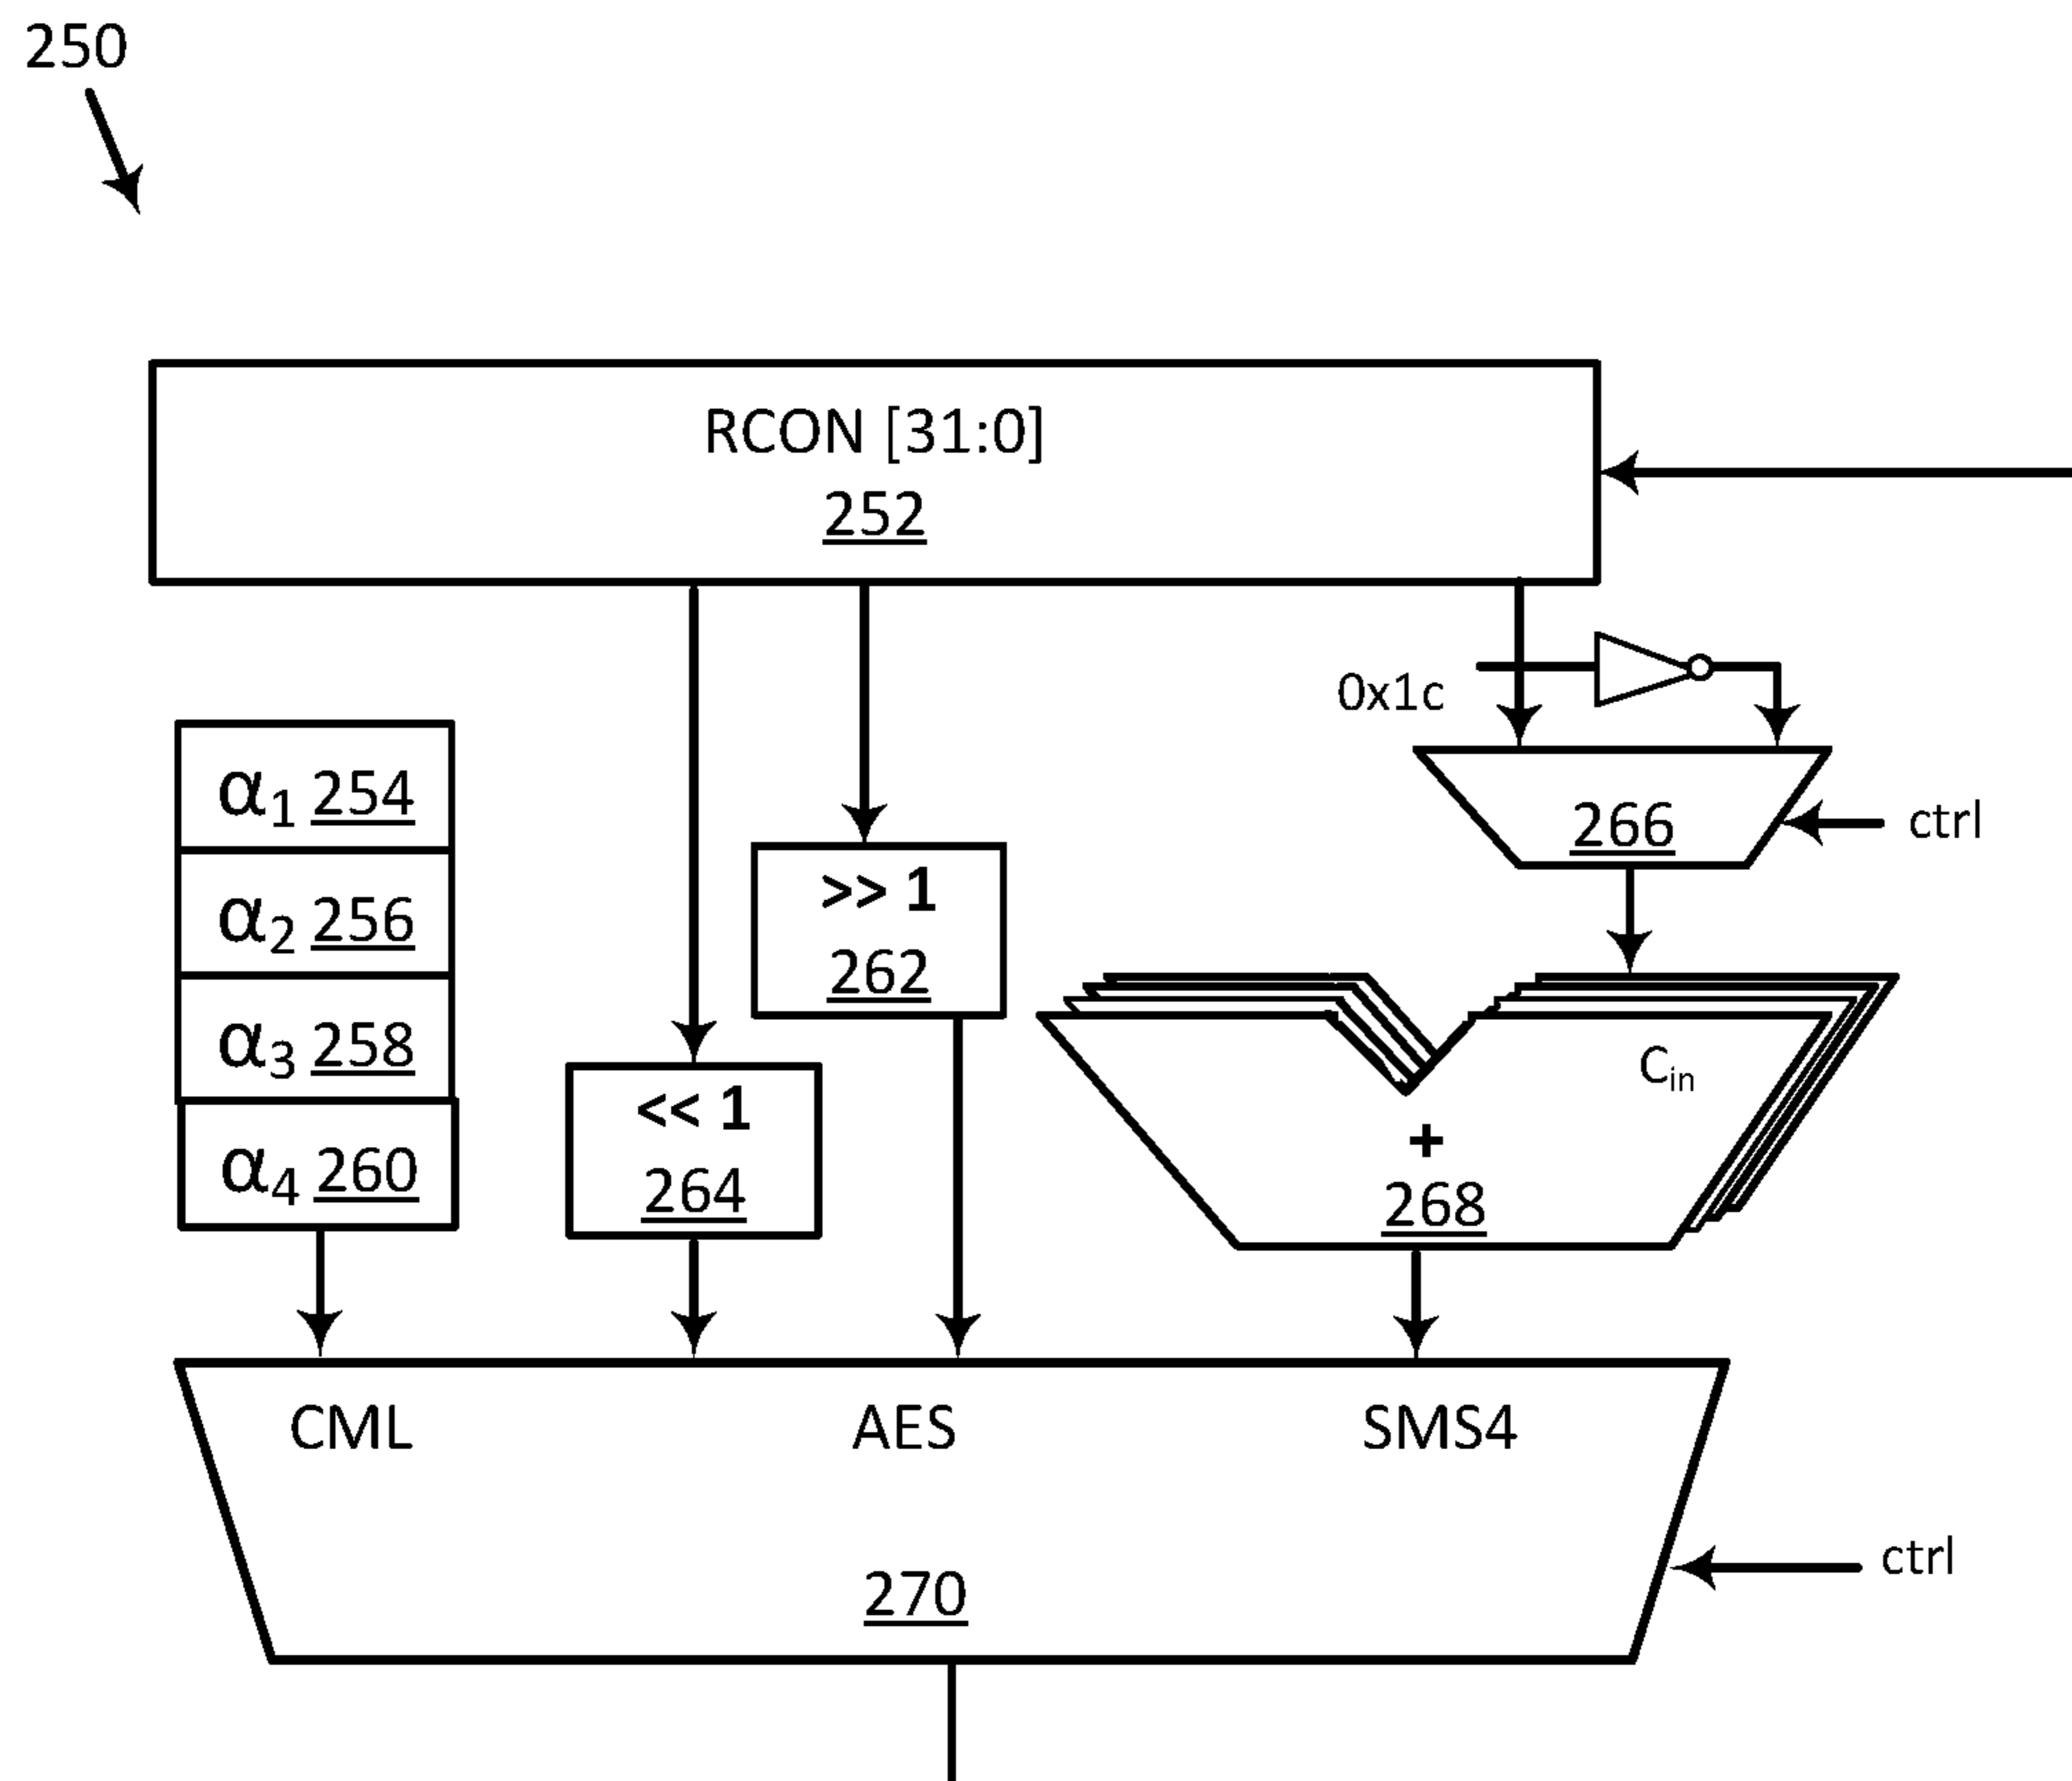 250
RCON [31:0]
252
0x1c
α1 254
α2 256
α3 258
α4 260
>> 1
262
<< 1
264
266
ctrl
Cin
+
268
CML
AES
SMS4
270
ctrl